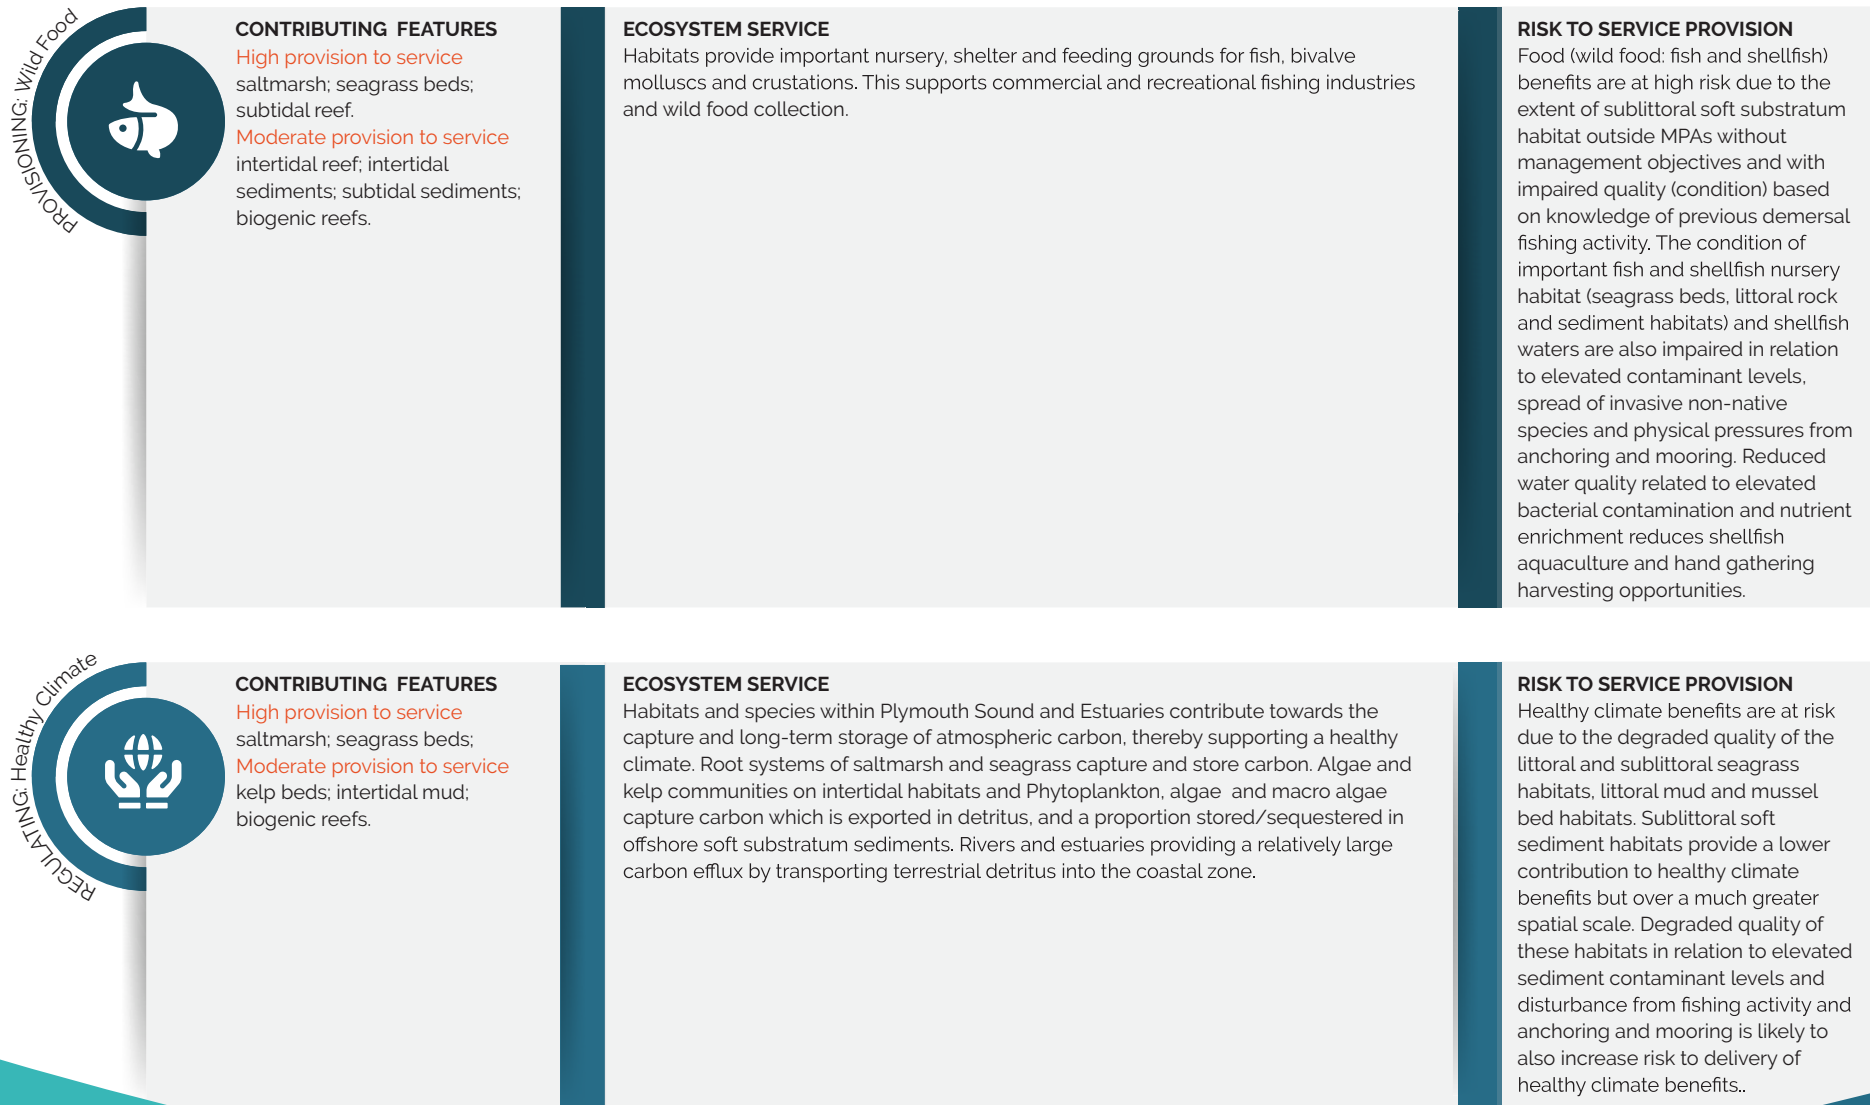 PROVISIONING: Wild Food
CONTRIBUTING FEATURES
High provision to service
saltmarsh; seagrass beds;
subtidal reef.
Moderate provision to service
intertidal reef; intertidal
sediments; subtidal sediments;
biogenic reefs.
ECOSYSTEM SERVICE
Habitats provide important nursery, shelter and feeding grounds for fish, bivalve
molluscs and crustations. This supports commercial and recreational fishing industries
and wild food collection.
RISK TO SERVICE PROVISION
Food (wild food: fish and shellfish)
benefits are at high risk due to the
extent of sublittoral soft substratum
habitat outside MPAs without
management objectives and with
impaired quality (condition) based
on knowledge of previous demersal
fishing activity. The condition of
important fish and shellfish nursery
habitat (seagrass beds, littoral rock
and sediment habitats) and shellfish
waters are also impaired in relation
to elevated contaminant levels,
spread of invasive non-native
species and physical pressures from
anchoring and mooring. Reduced
water quality related to elevated
bacterial contamination and nutrient
enrichment reduces shellfish
aquaculture and hand gathering
harvesting opportunities.
REGULATING: Healthy Climate
CONTRIBUTING FEATURES
High provision to service
saltmarsh; seagrass beds;
Moderate provision to service
kelp beds; intertidal mud;
biogenic reefs.
ECOSYSTEM SERVICE
Habitats and species within Plymouth Sound and Estuaries contribute towards the
capture and long-term storage of atmospheric carbon, thereby supporting a healthy
climate. Root systems of saltmarsh and seagrass capture and store carbon. Algae and
kelp communities on intertidal habitats and Phytoplankton, algae and macro algae
capture carbon which is exported in detritus, and a proportion stored/sequestered in
offshore soft substratum sediments. Rivers and estuaries providing a relatively large
carbon efflux by transporting terrestrial detritus into the coastal zone.
RISK TO SERVICE PROVISION
Healthy climate benefits are at risk
due to the degraded quality of the
littoral and sublittoral seagrass
habitats, littoral mud and mussel
bed habitats. Sublittoral soft
sediment habitats provide a lower
contribution to healthy climate
benefits but over a much greater
spatial scale. Degraded quality of
these habitats in relation to elevated
sediment contaminant levels and
disturbance from fishing activity and
anchoring and mooring is likely to
also increase risk to delivery of
healthy climate benefits..